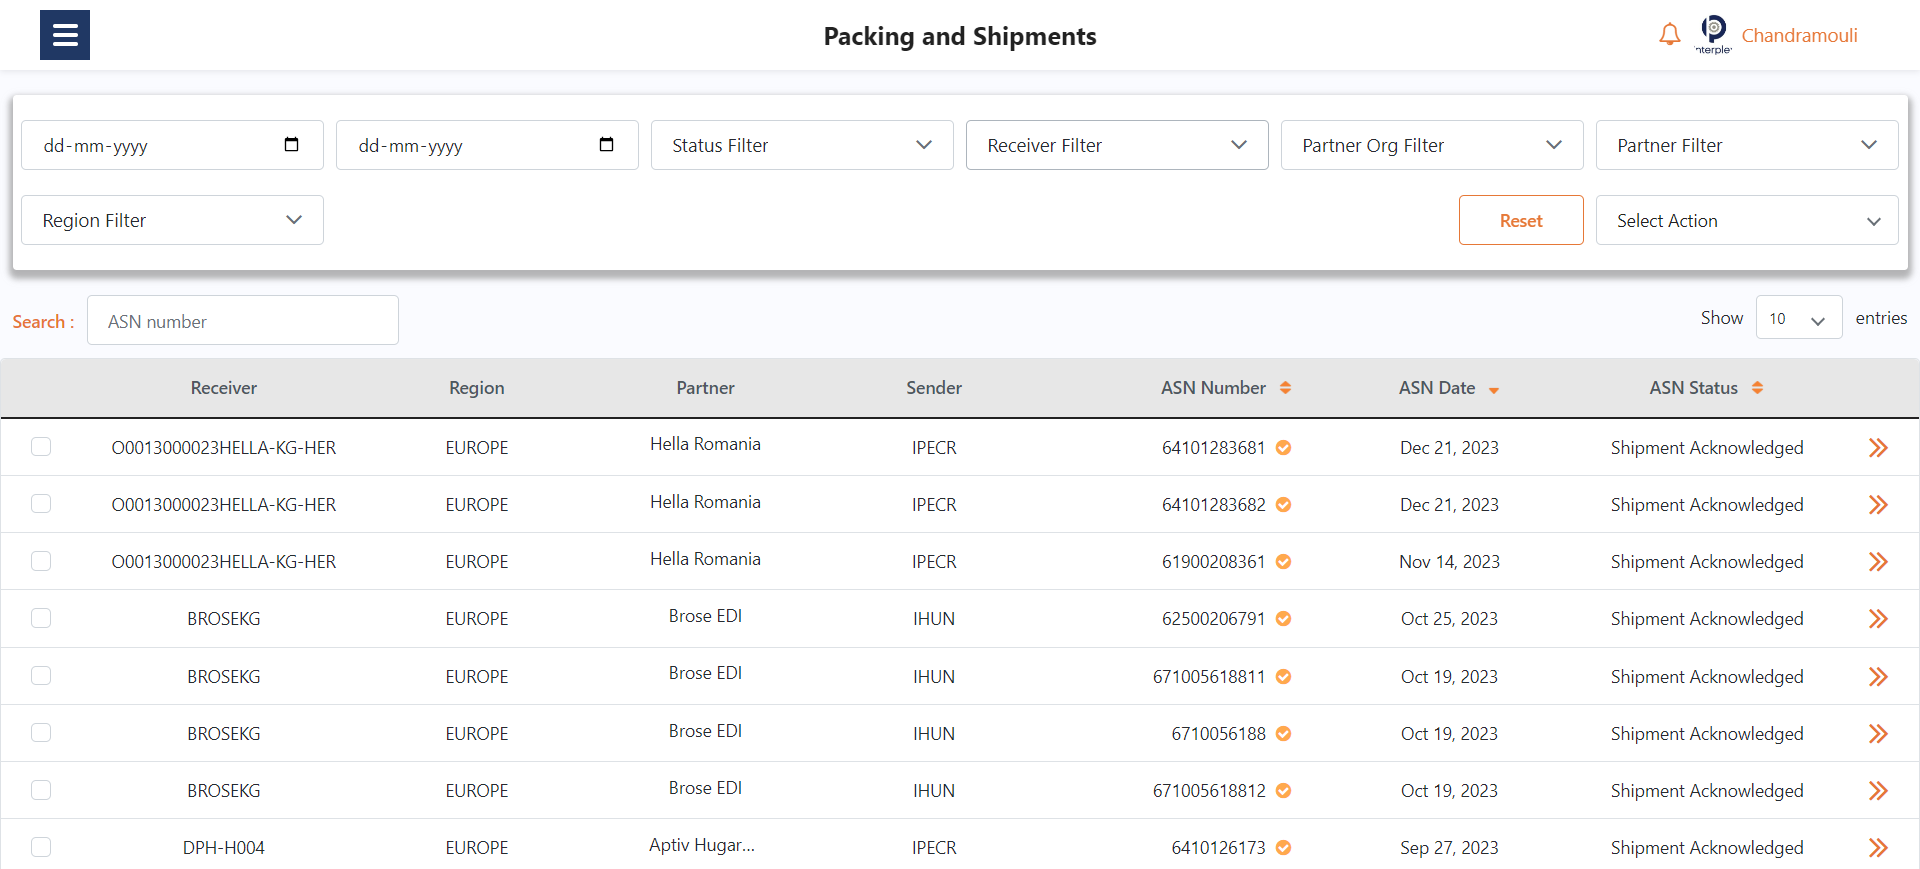 Packing and Shipments
Chandramouli
dd-mm-yyyy dd-mm-yyyy Status Filter Receiver Filter Partner Org Filter Partner Filter
Region Filter Reset Select Action
Search : ASN number Show 10 entries
Receiver Region Partner Sender ASN Number ASN Date ASN Status
O0013000023HELLA-KG-HER EUROPE Hella Romania IPECR 64101283681 Dec 21, 2023 Shipment Acknowledged
O0013000023HELLA-KG-HER EUROPE Hella Romania IPECR 64101283682 Dec 21, 2023 Shipment Acknowledged
O0013000023HELLA-KG-HER EUROPE Hella Romania IPECR 61900208361 Nov 14, 2023 Shipment Acknowledged
BROSEKG EUROPE Brose EDI IHUN 62500206791 Oct 25, 2023 Shipment Acknowledged
BROSEKG EUROPE Brose EDI IHUN 671005618811 Oct 19, 2023 Shipment Acknowledged
BROSEKG EUROPE Brose EDI IHUN 6710056188 Oct 19, 2023 Shipment Acknowledged
BROSEKG EUROPE Brose EDI IHUN 671005618812 Oct 19, 2023 Shipment Acknowledged
DPH-H004 EUROPE Aptiv Hugar... IPECR 6410126173 Sep 27, 2023 Shipment Acknowledged